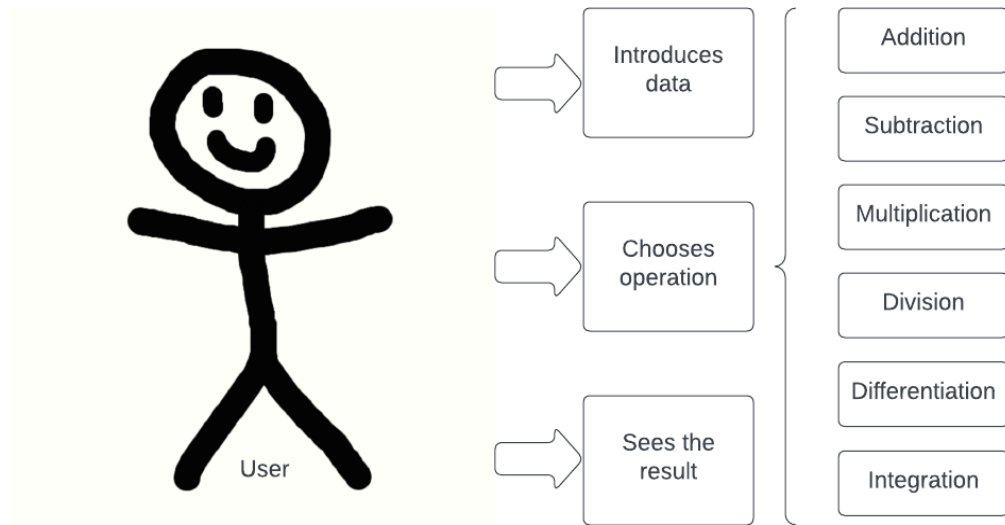 User
Introduces
data
Chooses
operation
Sees the
result
Addition
Subtraction
Multiplication
Division
Differentiation
Integration